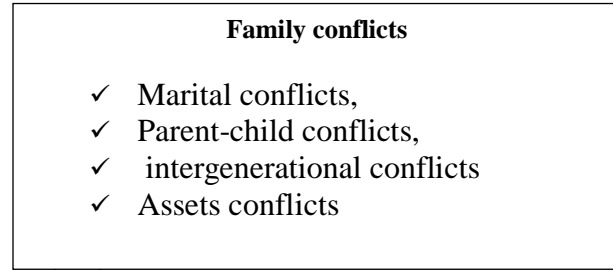 Family conflicts
✓ Marital conflicts,
✓ Parent-child conflicts,
✓ intergenerational conflicts
✓ Assets conflicts